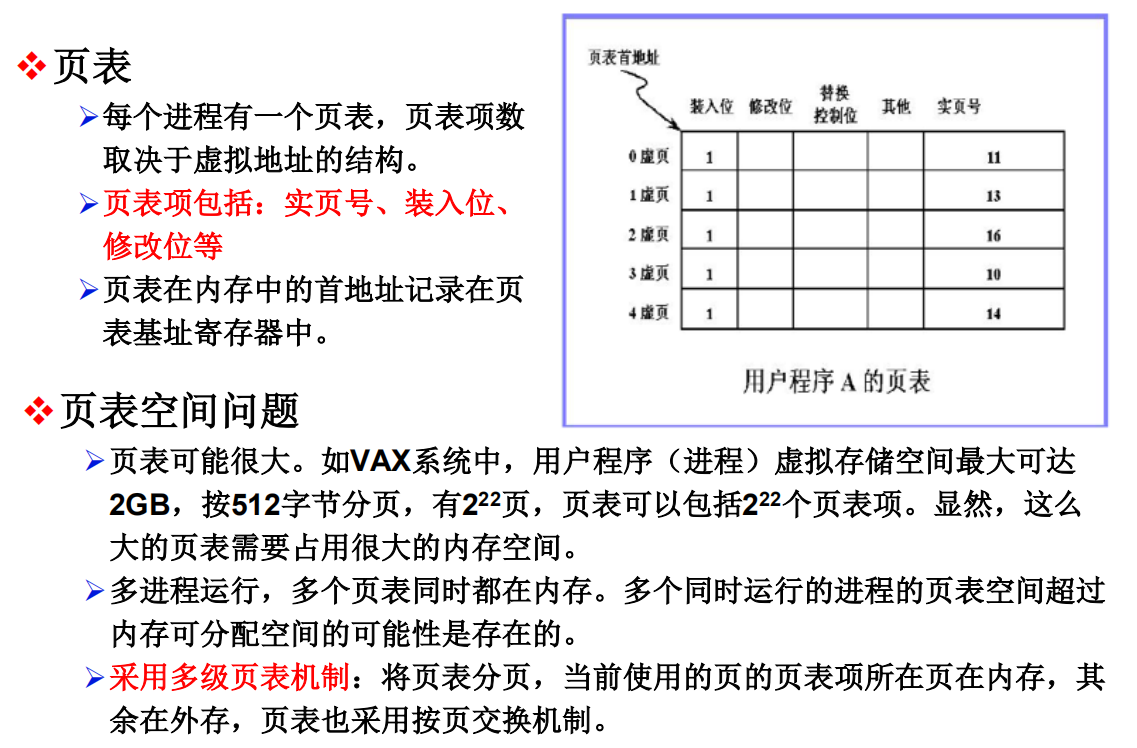 ❖页表
➢每个进程有一个页表，页表项数
取决于虚拟地址的结构。
➢页表项包括：实页号、装入位、
修改位等
➢页表在内存中的首地址记录在页
表基址寄存器中。
页表首地址
装入位 修改位 替换控制位 其他 实页号
0虚页 1 11
1虚页 1 13
2虚页 1 16
3虚页 1 10
4虚页 1 14
用户程序 A 的页表
❖页表空间问题
➢页表可能很大。如VAX系统中，用户程序（进程）虚拟存储空间最大可达
2GB，按512字节分页，有2²²页，页表可以包括2²²个页表项。显然，这么
大的页表需要占用很大的内存空间。
➢多进程运行，多个页表同时都在内存。多个同时运行的进程的页表空间超过
内存可分配空间的可能性是存在的。
➢采用多级页表机制：将页表分页，当前使用的页的页表项所在页在内存，其
余在外存，页表也采用按页交换机制。